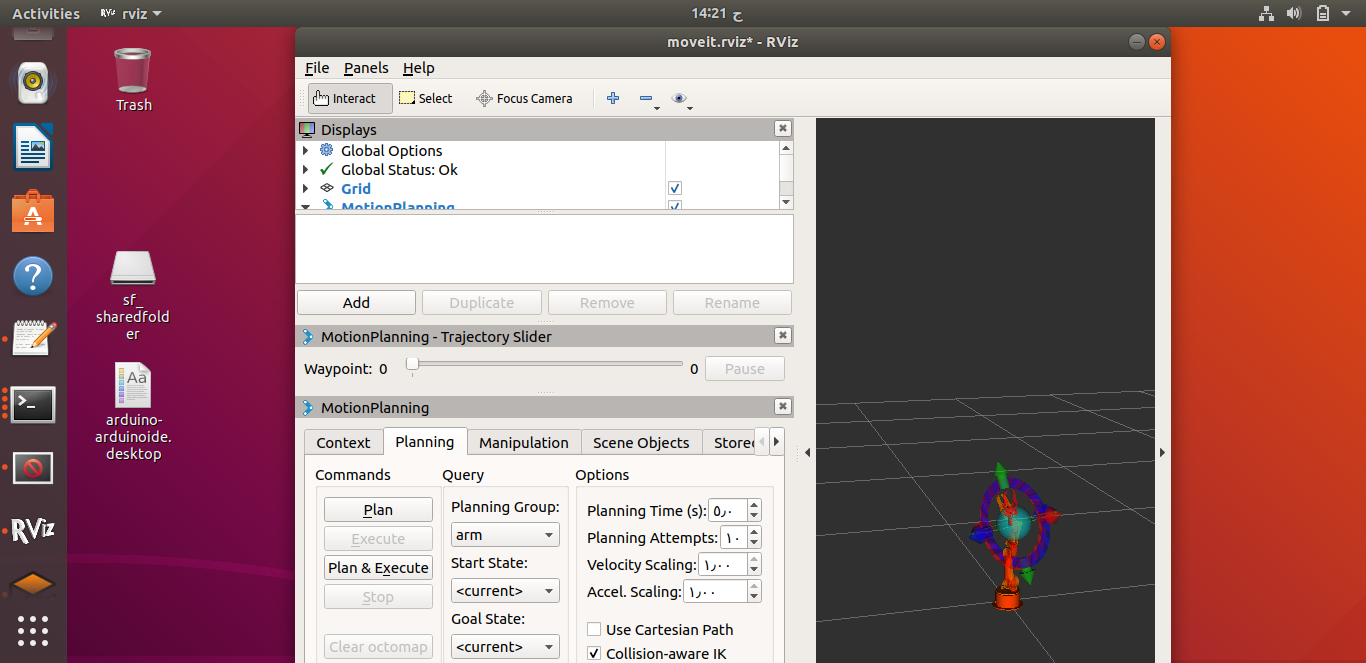 Activities
RViz
rviz
14:21 ح
moveit.rviz* - RViz
File Panels Help
Interact
Select
Focus Camera
Trash
Displays
Global Options
Global Status: Ok
Grid
MotionPlanning
sf_
sharedfold
er
Add
Duplicate
Remove
Rename
MotionPlanning - Trajectory Slider
Waypoint: 0
0
Pause
Aa
arduino-
arduinoide.
desktop
MotionPlanning
Context
Planning
Manipulation
Scene Objects
Store
Commands
Plan
Execute
Plan & Execute
Stop
Clear octomap
Query
Planning Group:
arm
Start State:
<current>
Goal State:
<current>
Options
Planning Time (s): ٥٫٠
Planning Attempts: ١٠
Velocity Scaling: ١٫٠٠
Accel. Scaling: ١٫٠٠
Use Cartesian Path
Collision-aware IK
RViz